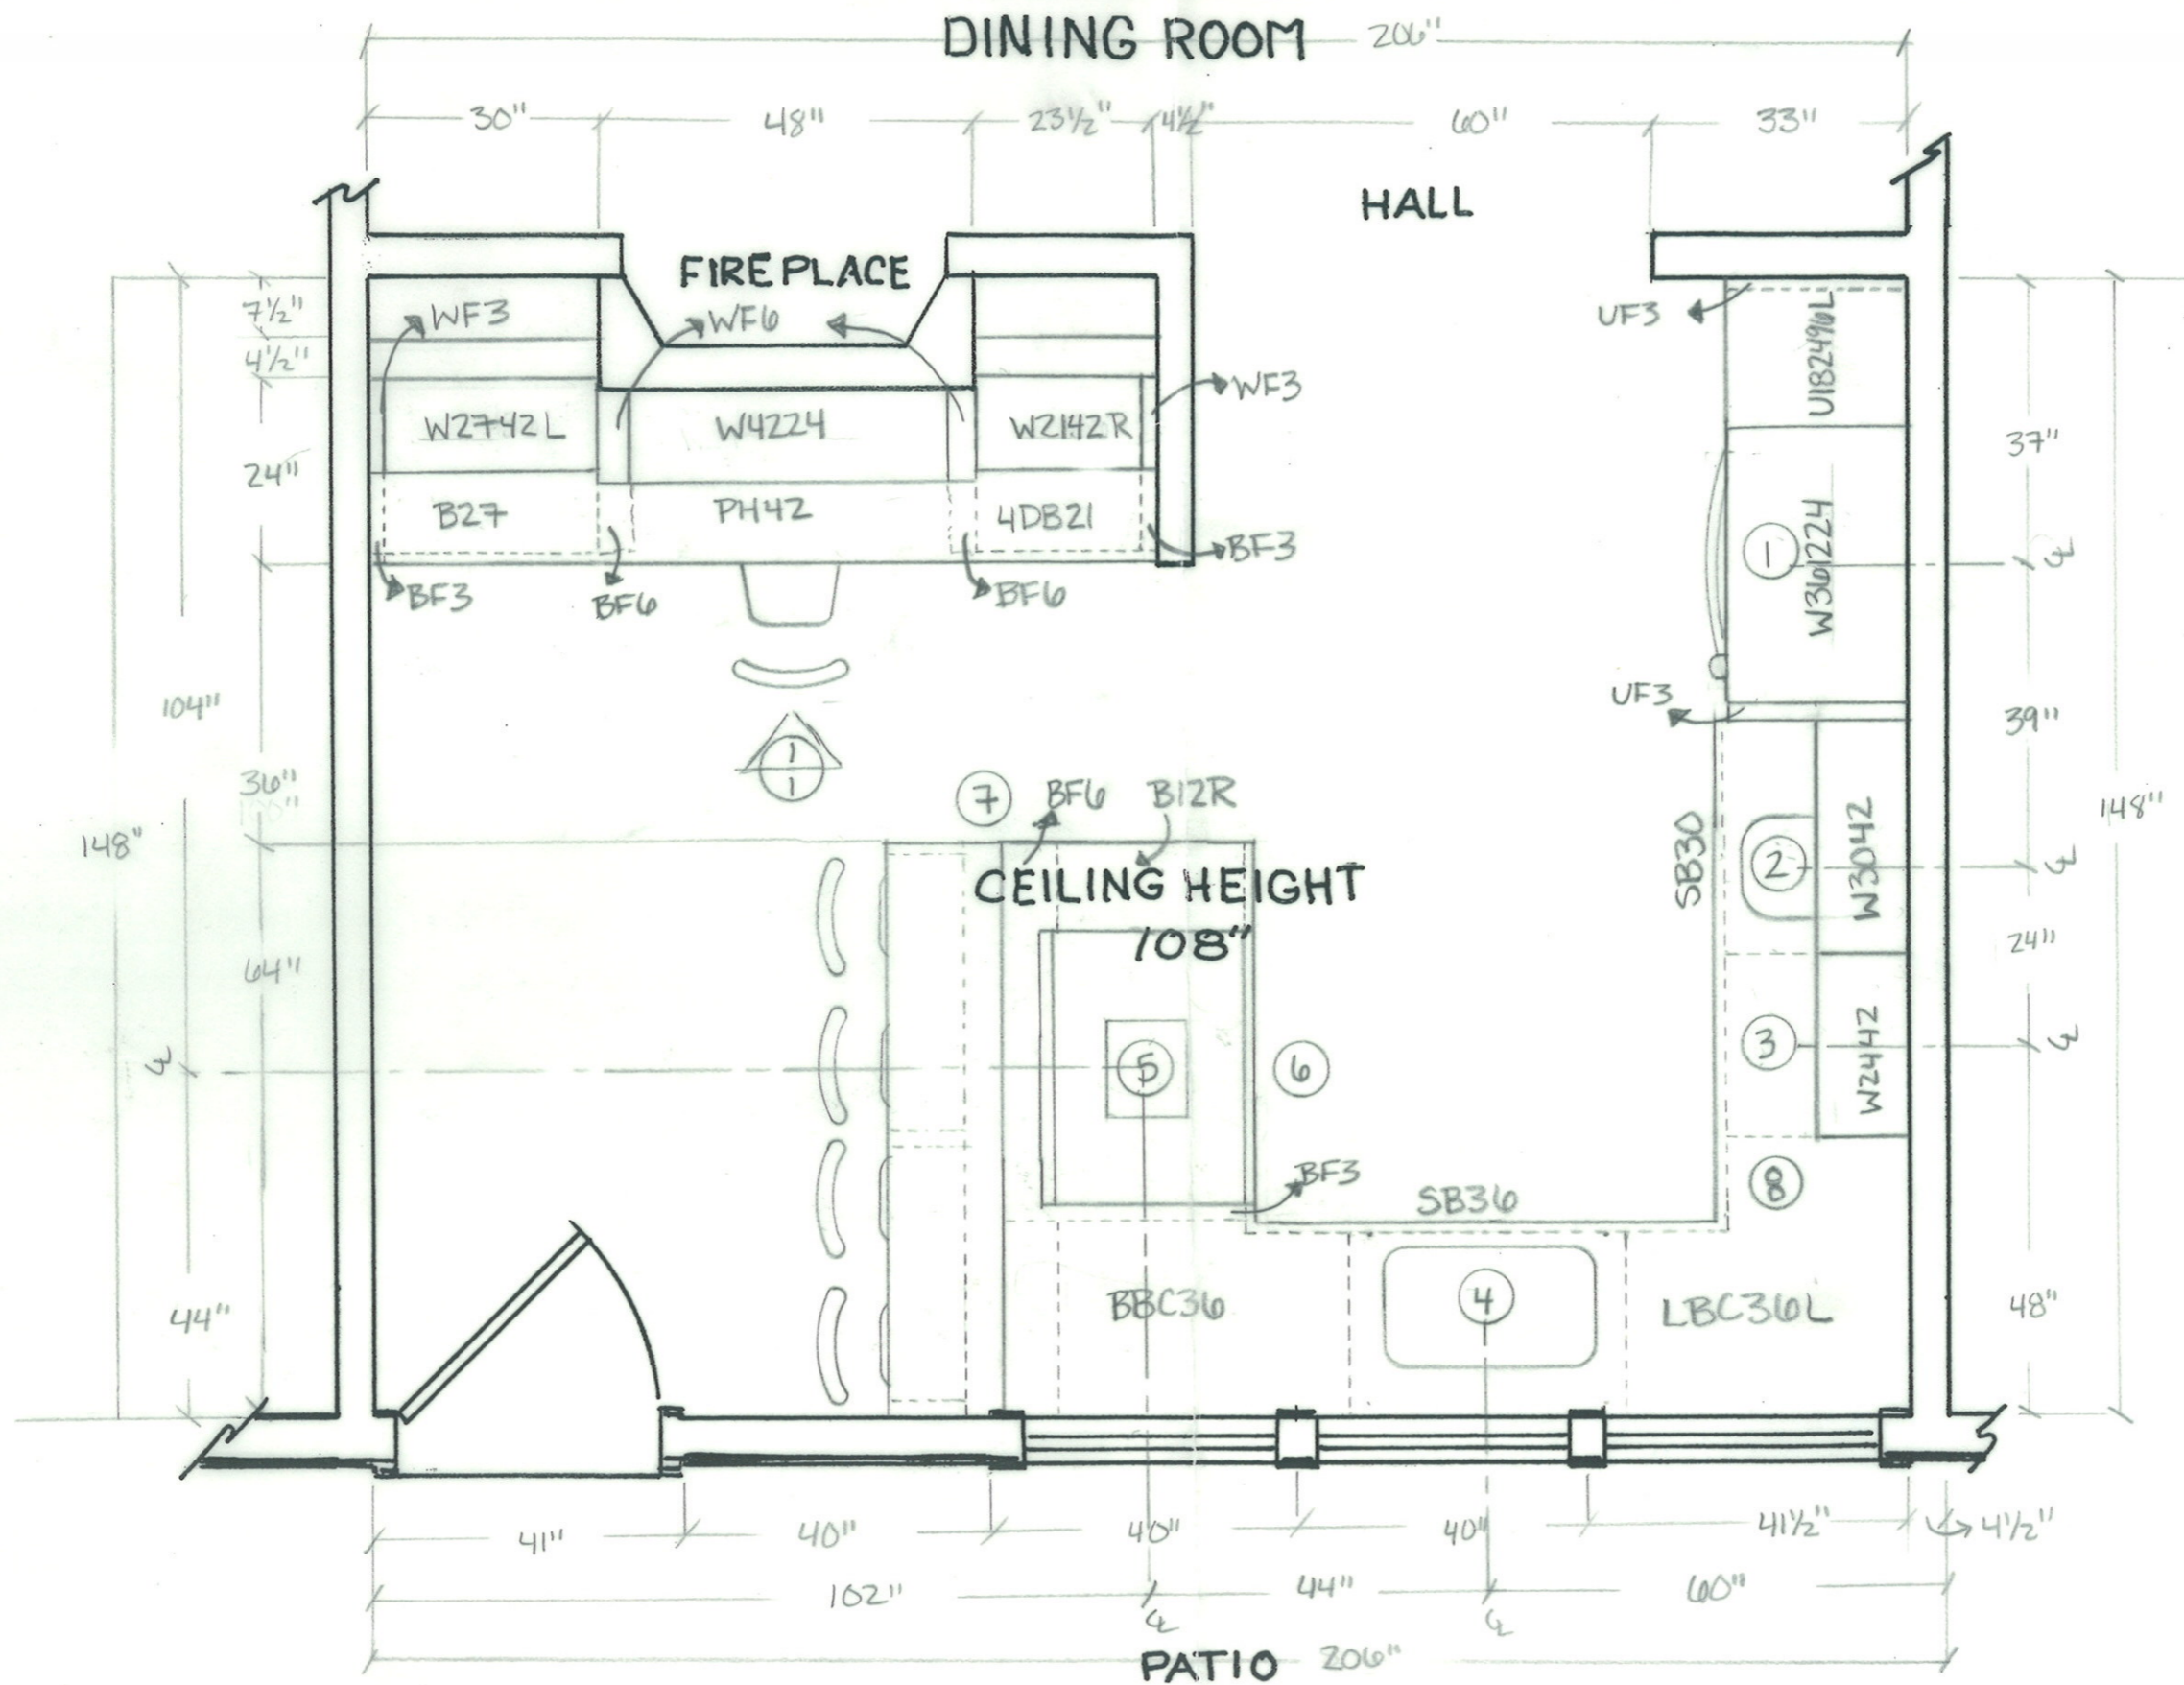 DINING ROOM 206"
30" 48" 23½" 4½" 60" 33"
HALL
FIREPLACE
7½"
WF3 WF6
UF3
U182496L
4½"
WF3
W2742L W4224 W2142R
37"
24"
B27 PH42 4DB21
BF3
1
W361224
BF3 BF6 BF6
104"
UF3
39"
1
1
36"
7 BF6 B12R
148"
148"
SB30
2
W3042
CEILING HEIGHT
108"
24"
64"
5
6
3
W2442
BF3
8
SB36
44"
BBC36
4
LBC36L
48"
41" 40" 40" 40" 41½" 4½"
102" 44" 60"
PATIO 206"